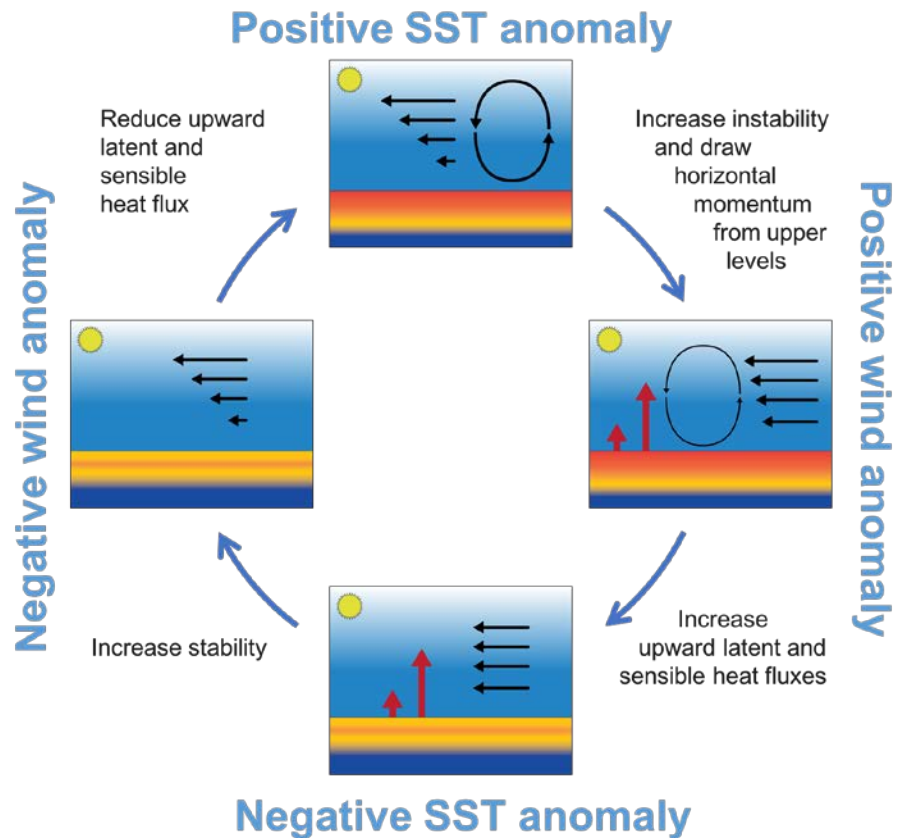 Positive SST anomaly
Reduce upward
latent and
sensible
heat flux
Increase instability
and draw
horizontal
momentum
from upper
levels
Negative wind anomaly
Positive wind anomaly
Increase stability
Increase
upward latent and
sensible heat fluxes
Negative SST anomaly